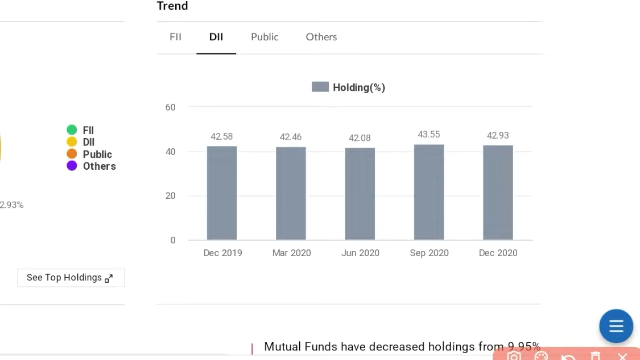 Trend
FII DII Public Others
Holding(%)
60
42.58 42.46 42.08 43.55 42.93
40
20
0
Dec 2019 Mar 2020 Jun 2020 Sep 2020 Dec 2020
FII
DII
Public
Others
2.93%
See Top Holdings
Mutual Funds have decreased holdings from 9.95%